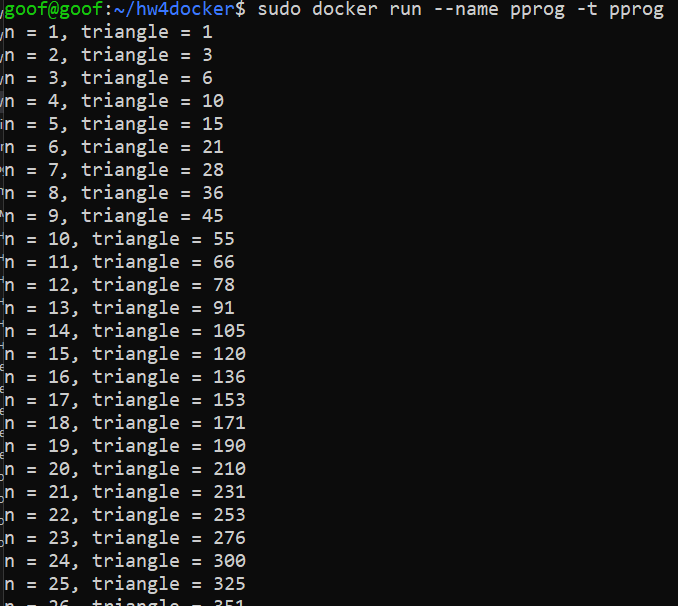 goof@goof:~/hw4docker$ sudo docker run --name pprog -t pprog
n = 1, triangle = 1
n = 2, triangle = 3
n = 3, triangle = 6
n = 4, triangle = 10
n = 5, triangle = 15
n = 6, triangle = 21
n = 7, triangle = 28
n = 8, triangle = 36
n = 9, triangle = 45
n = 10, triangle = 55
n = 11, triangle = 66
n = 12, triangle = 78
n = 13, triangle = 91
n = 14, triangle = 105
n = 15, triangle = 120
n = 16, triangle = 136
n = 17, triangle = 153
n = 18, triangle = 171
n = 19, triangle = 190
n = 20, triangle = 210
n = 21, triangle = 231
n = 22, triangle = 253
n = 23, triangle = 276
n = 24, triangle = 300
n = 25, triangle = 325
n = 26, triangle = 351